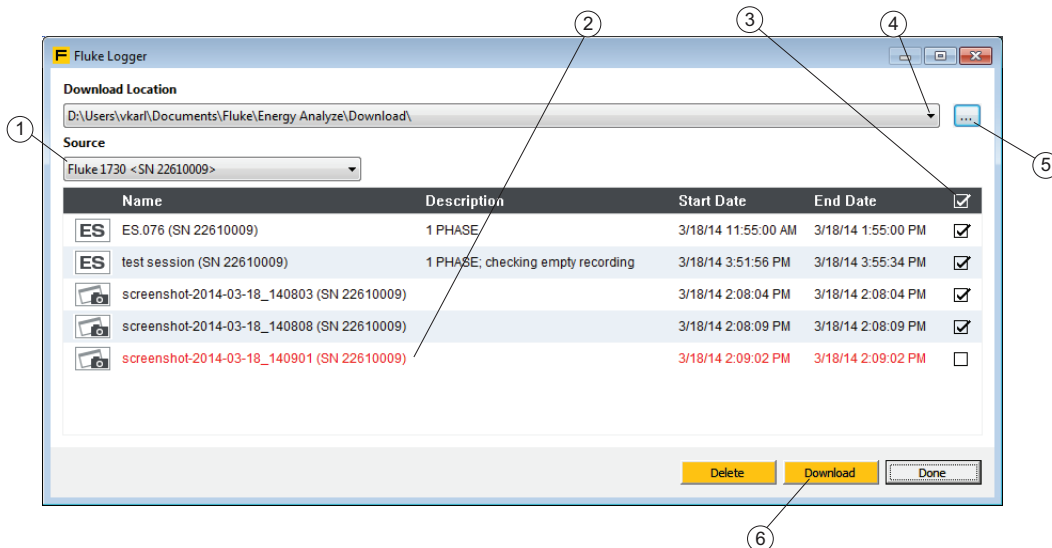 2
3
4
F Fluke Logger
Download Location
D:\Users\vkarl\Documents\Fluke\Energy Analyze\Download\
...
1
Source
5
Fluke 1730 <SN 22610009>
Name Description Start Date End Date
ES ES.076 (SN 22610009) 1 PHASE 3/18/14 11:55:00 AM 3/18/14 1:55:00 PM
ES test session (SN 22610009) 1 PHASE; checking empty recording 3/18/14 3:51:56 PM 3/18/14 3:55:34 PM
screenshot-2014-03-18_140803 (SN 22610009) 3/18/14 2:08:04 PM 3/18/14 2:08:04 PM
screenshot-2014-03-18_140808 (SN 22610009) 3/18/14 2:08:09 PM 3/18/14 2:08:09 PM
screenshot-2014-03-18_140901 (SN 22610009) 3/18/14 2:09:02 PM 3/18/14 2:09:02 PM
Delete Download Done
6